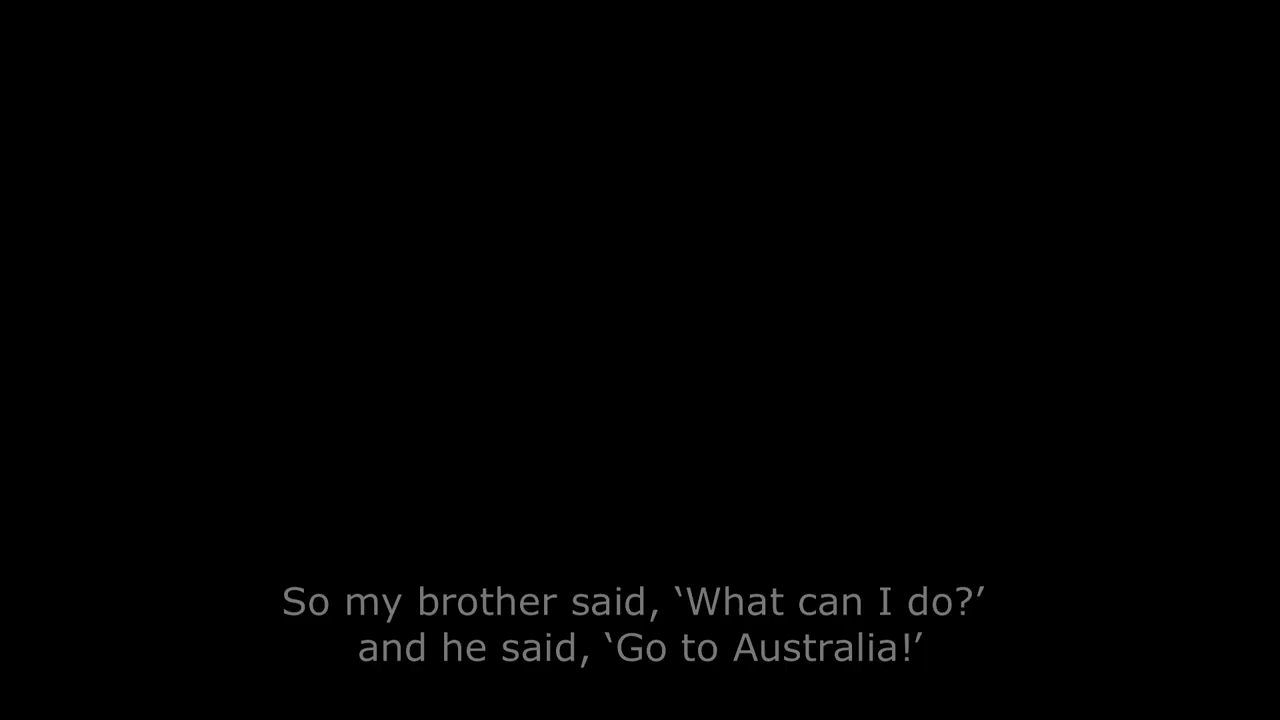 So my brother said, ‘What can I do?’
and he said, ‘Go to Australia!’